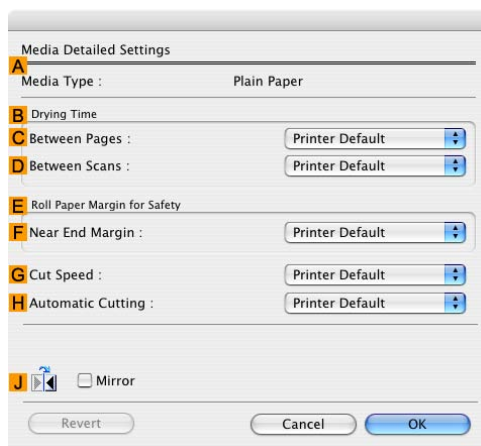 Media Detailed Settings
A
Media Type : Plain Paper
B Drying Time
C Between Pages : Printer Default
D Between Scans : Printer Default
E Roll Paper Margin for Safety
F Near End Margin : Printer Default
G Cut Speed : Printer Default
H Automatic Cutting : Printer Default
J Mirror
Revert Cancel OK